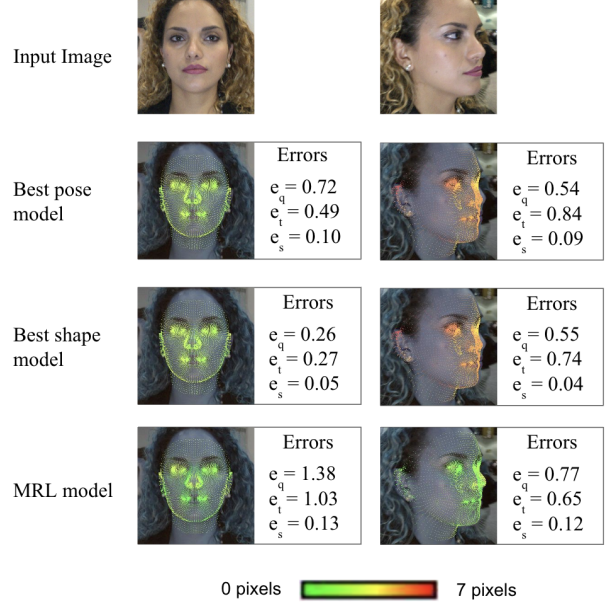 Input Image
Best pose
model
Errors
e_q = 0.72
e_t = 0.49
e_s = 0.10
Errors
e_q = 0.54
e_t = 0.84
e_s = 0.09
Best shape
model
Errors
e_q = 0.26
e_t = 0.27
e_s = 0.05
Errors
e_q = 0.55
e_t = 0.74
e_s = 0.04
MRL model
Errors
e_q = 1.38
e_t = 1.03
e_s = 0.13
Errors
e_q = 0.77
e_t = 0.65
e_s = 0.12
0 pixels
7 pixels